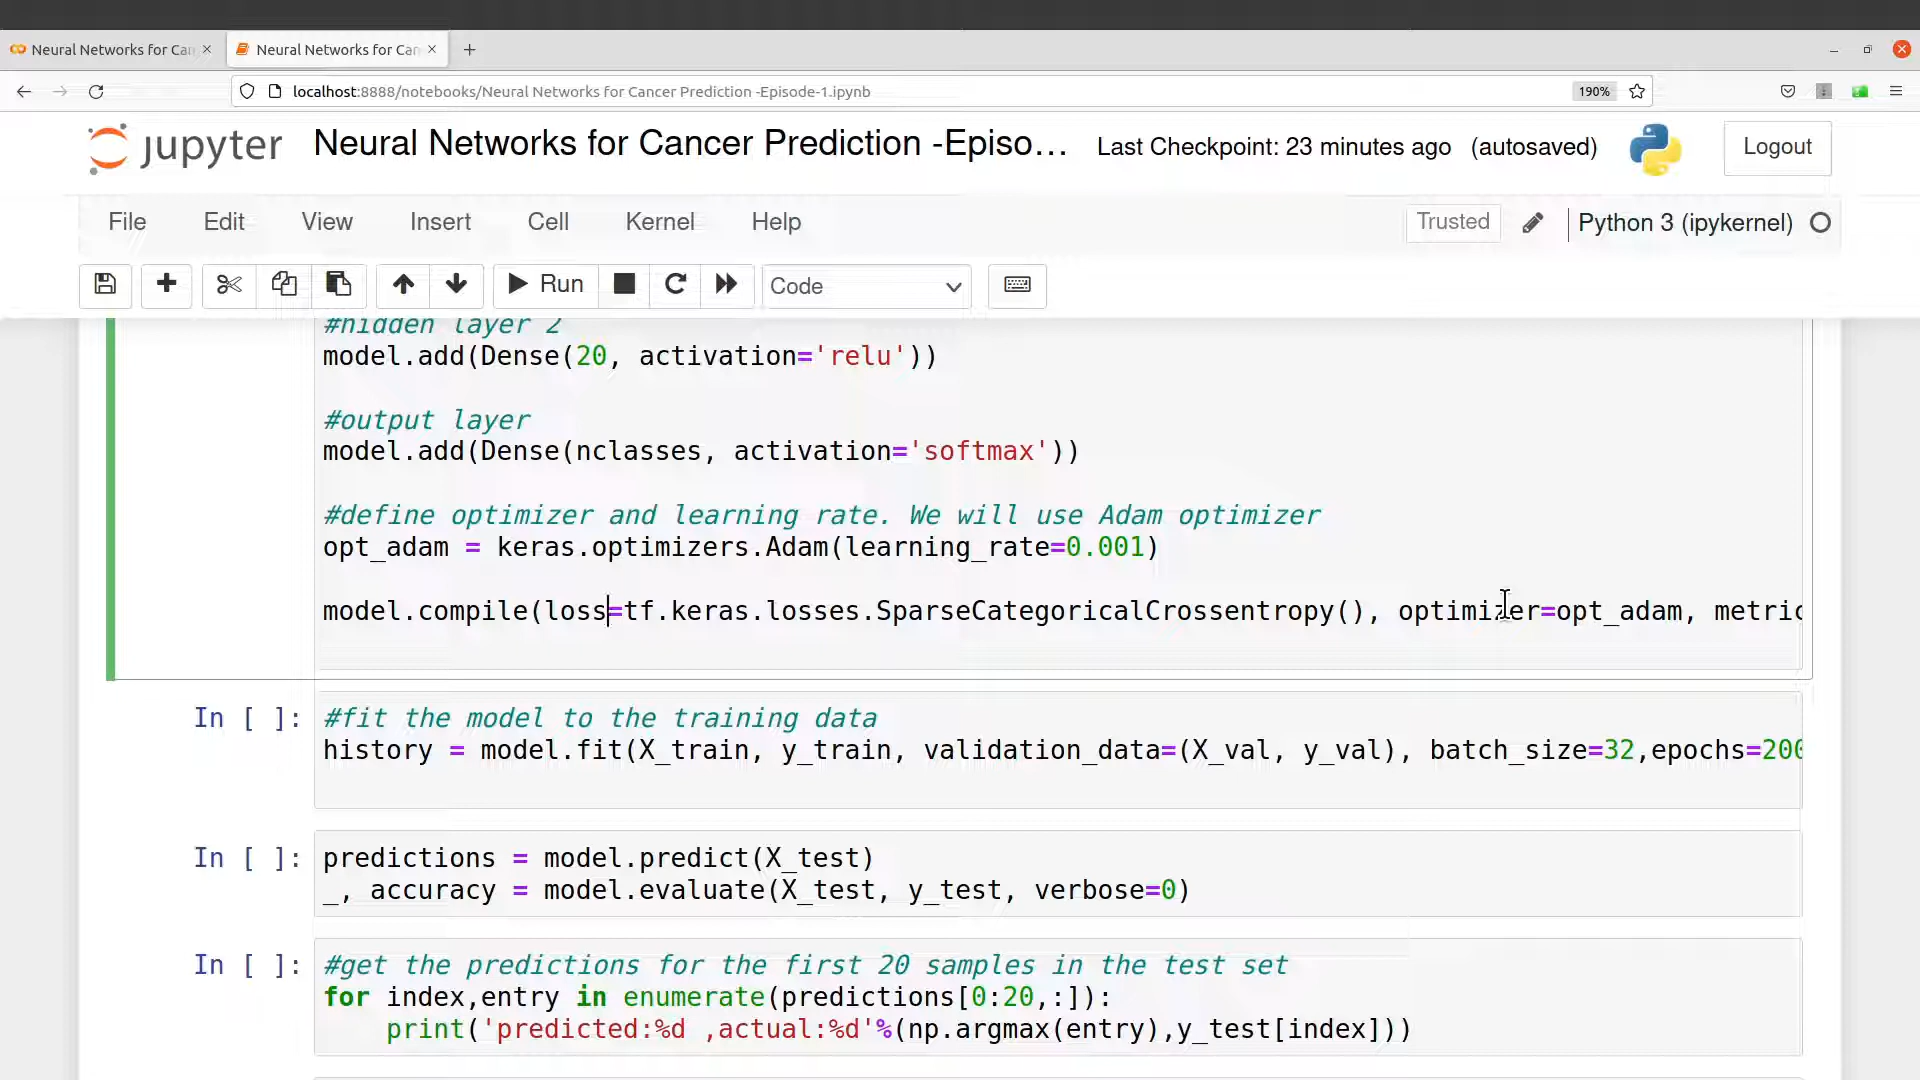 Neural Networks for Can
Neural Networks for Can
localhost:8888/notebooks/Neural Networks for Cancer Prediction -Episode-1.ipynb
190%
jupyter
Neural Networks for Cancer Prediction -Episo…
Last Checkpoint: 23 minutes ago (autosaved)
Logout
File Edit View Insert Cell Kernel Help
Trusted
Python 3 (ipykernel)
Run
Code
#hidden layer 2
model.add(Dense(20, activation='relu'))
#output layer
model.add(Dense(nclasses, activation='softmax'))
#define optimizer and learning rate. We will use Adam optimizer
opt_adam = keras.optimizers.Adam(learning_rate=0.001)
model.compile(loss=tf.keras.losses.SparseCategoricalCrossentropy(), optimizer=opt_adam, metric
In [ ]:
#fit the model to the training data
history = model.fit(X_train, y_train, validation_data=(X_val, y_val), batch_size=32,epochs=200
In [ ]:
predictions = model.predict(X_test)
_, accuracy = model.evaluate(X_test, y_test, verbose=0)
In [ ]:
#get the predictions for the first 20 samples in the test set
for index,entry in enumerate(predictions[0:20,:]):
print('predicted:%d ,actual:%d'%(np.argmax(entry),y_test[index]))